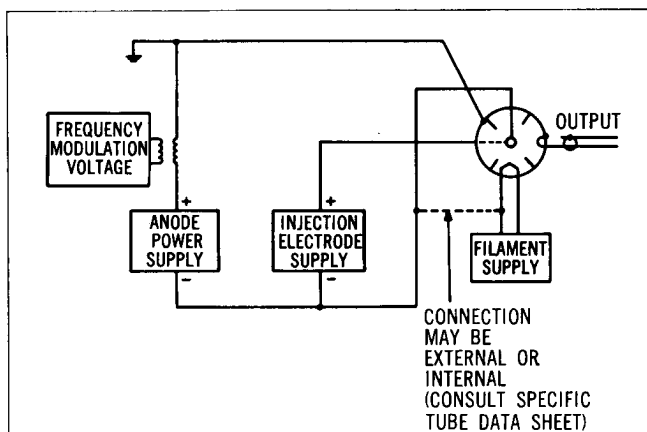 FREQUENCY
MODULATION
VOLTAGE
OUTPUT
+
ANODE
POWER
SUPPLY
-
+
INJECTION
ELECTRODE
SUPPLY
-
FILAMENT
SUPPLY
CONNECTION
MAY BE
EXTERNAL OR
INTERNAL
(CONSULT SPECIFIC
TUBE DATA SHEET)